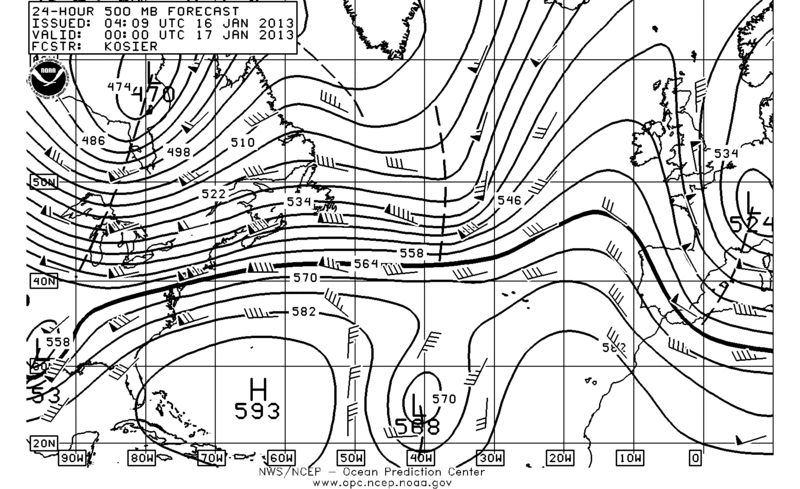 24-HOUR 500 MB FORECAST
ISSUED: 04:09 UTC 16 JAN 2013
VALID: 00:00 UTC 17 JAN 2013
FCSTR: KOSIER
NOAA
474
L
470
486
498
510
534
50N
522
534
546
L
524
558
564
570
40N
582
558
L
582
H
593
570
L
568
53
20N
90W
80W
70W
60W
50W
40W
30W
20W
10W
0
NWS/NCEP – Ocean Prediction Center
www.opc.ncep.noaa.gov